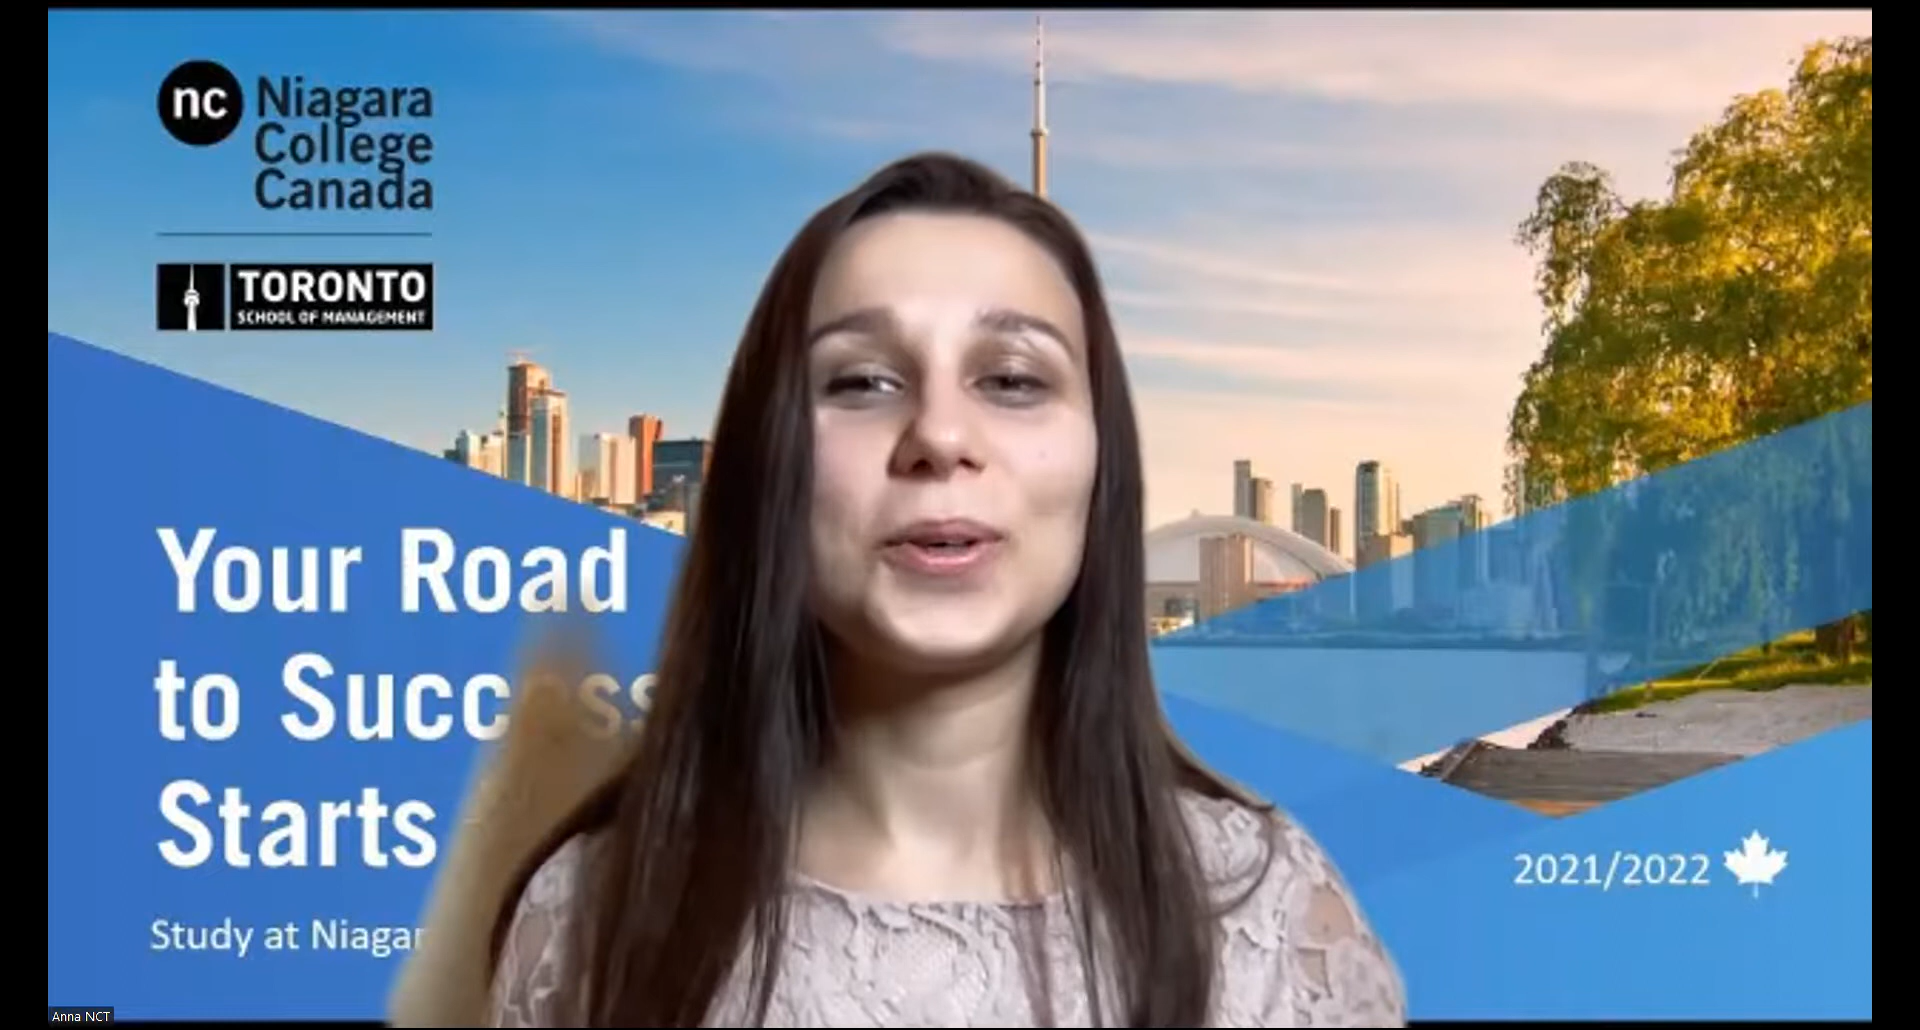 nc
Niagara
College
Canada
TORONTO
SCHOOL OF MANAGEMENT
Your Road
to Success
Starts
Study at Niagar
2021/2022
Anna NCT